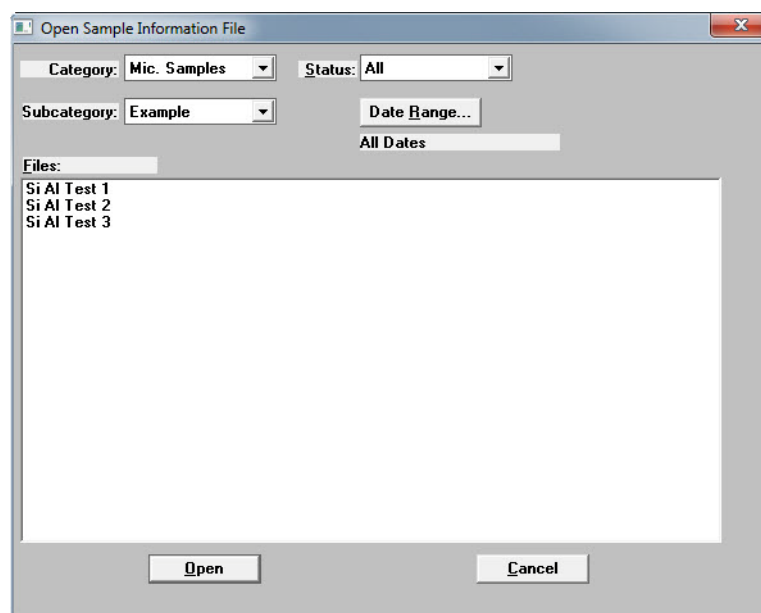 Open Sample Information File
Category: Mic. Samples Status: All
Subcategory: Example Date Range...
All Dates
Files:
Si Al Test 1
Si Al Test 2
Si Al Test 3
Open Cancel